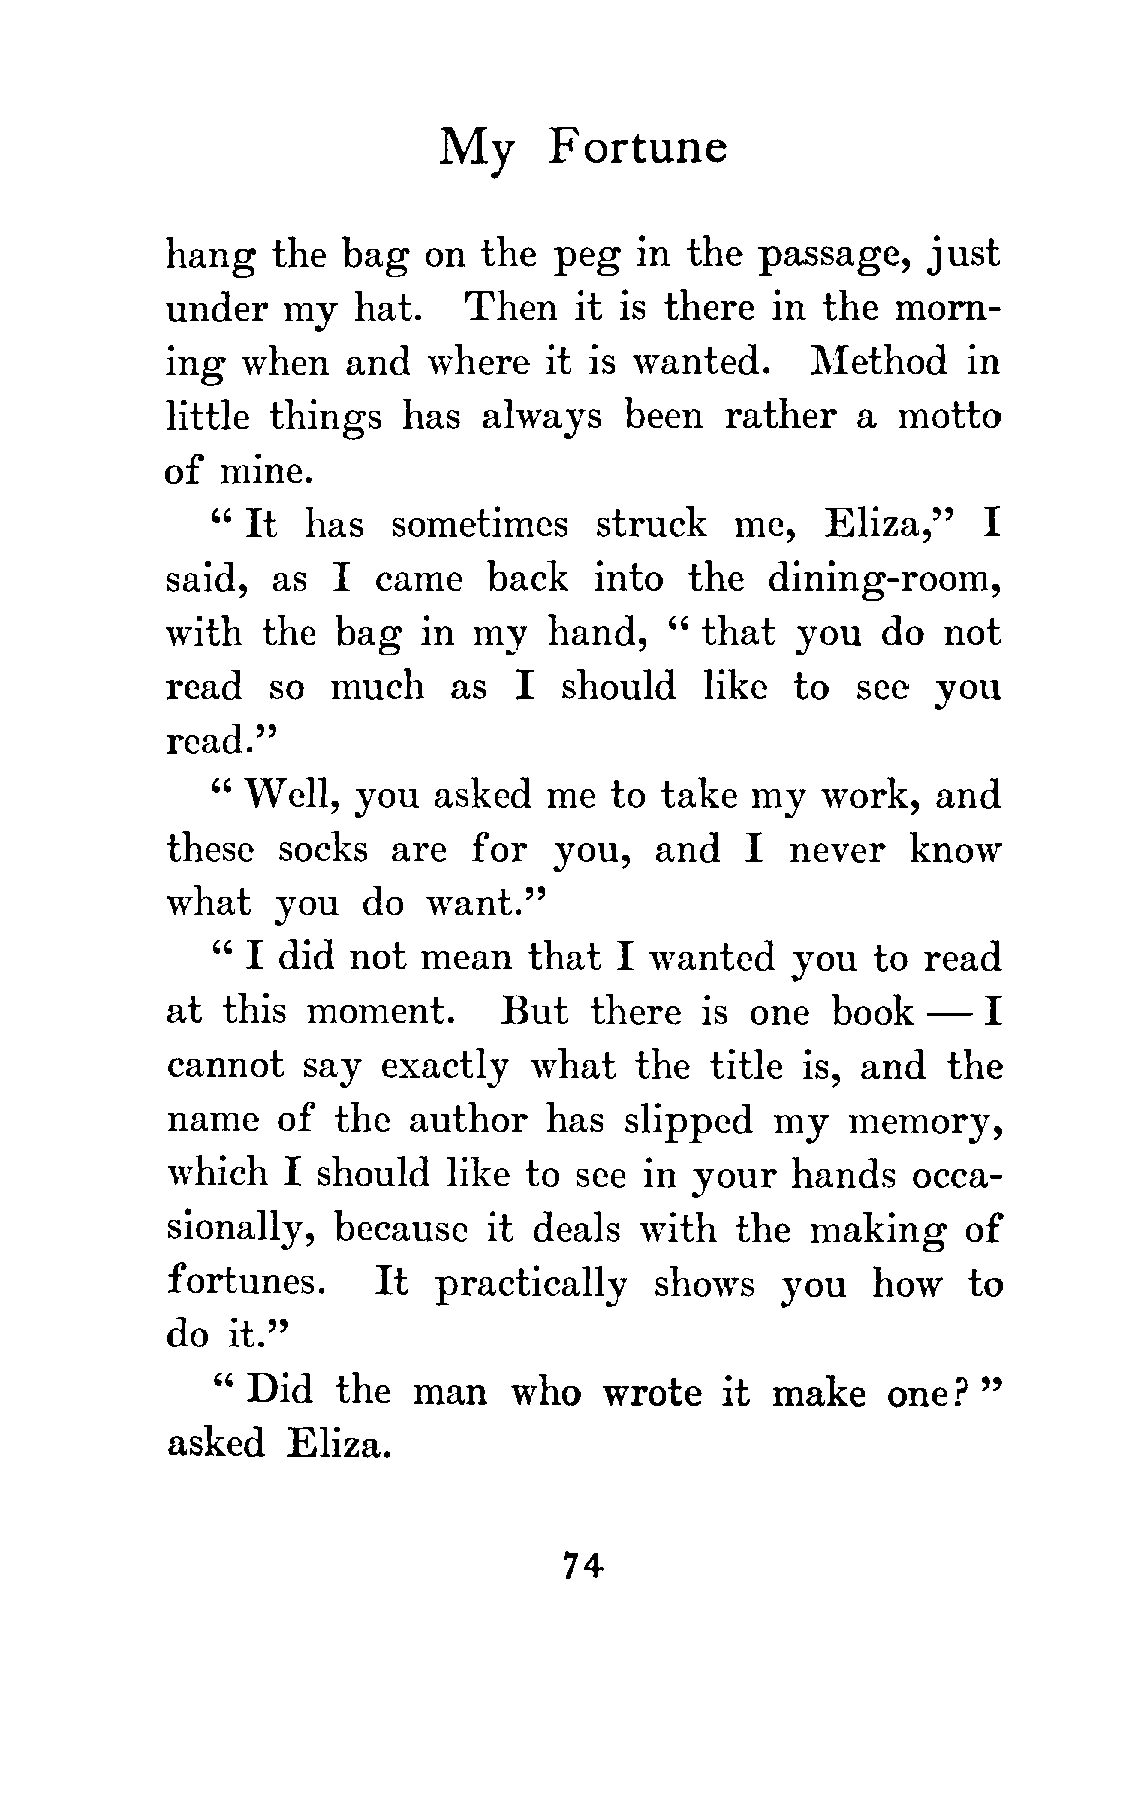 My Fortune
hang the bag on the peg in the passage, just
under my hat. Then it is there in the morn-
ing when and where it is wanted. Method in
little things has always been rather a motto
of mine.
“ It has sometimes struck me, Eliza,” I
said, as I came back into the dining-room,
with the bag in my hand, “ that you do not
read so much as I should like to see you
read.”
“ Well, you asked me to take my work, and
these socks are for you, and I never know
what you do want.”
“ I did not mean that I wanted you to read
at this moment. But there is one book — I
cannot say exactly what the title is, and the
name of the author has slipped my memory,
which I should like to see in your hands occa-
sionally, because it deals with the making of
fortunes. It practically shows you how to
do it.”
“ Did the man who wrote it make one? ”
asked Eliza.
74